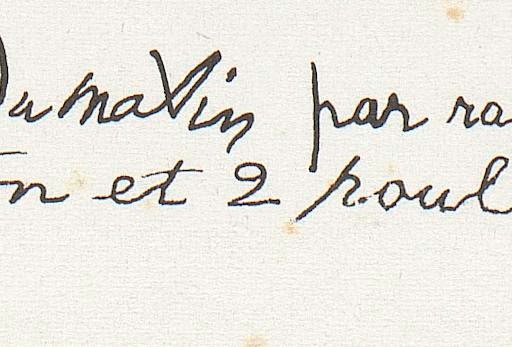 Du matin par ra
n et 2 poul